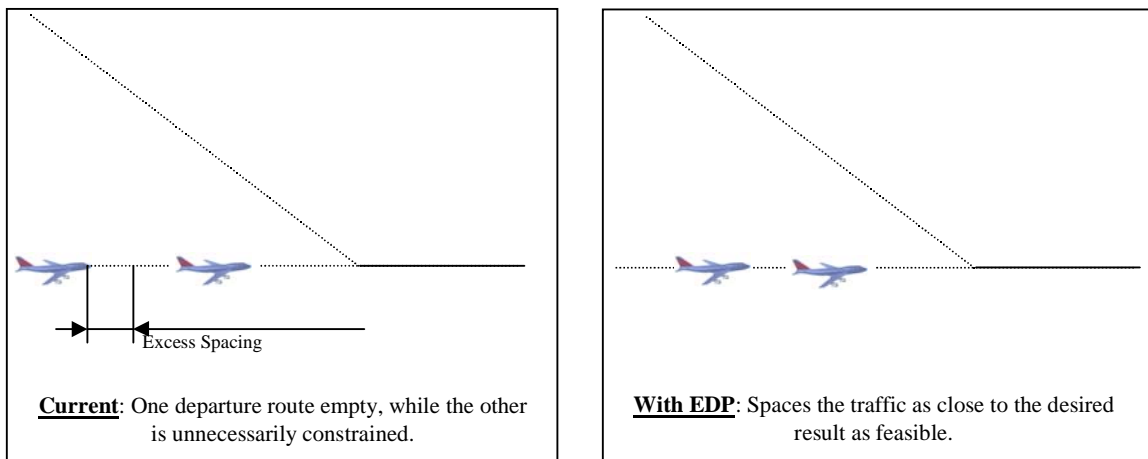 Excess Spacing
Current: One departure route empty, while the other
is unnecessarily constrained.
With EDP: Spaces the traffic as close to the desired
result as feasible.